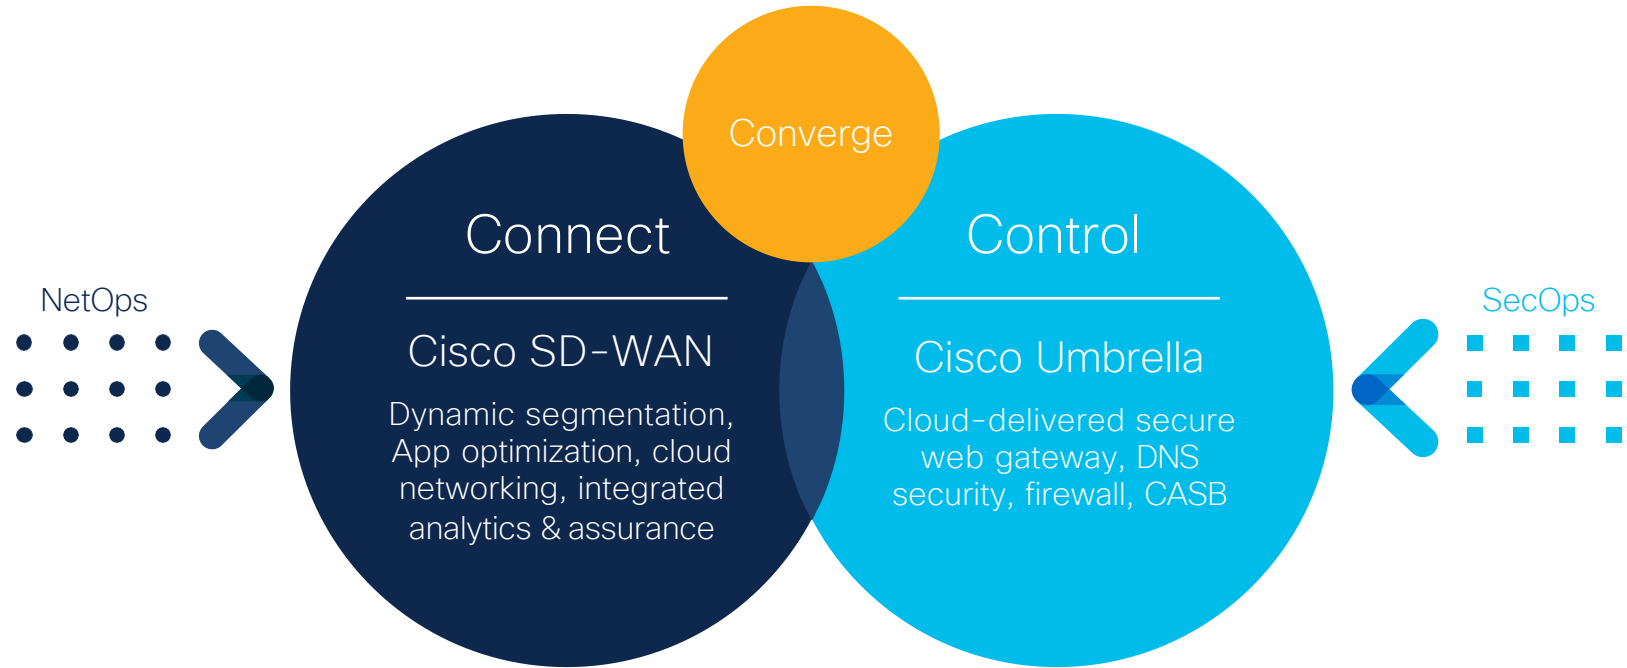 Converge
NetOps
Connect
Cisco SD-WAN
Dynamic segmentation,
App optimization, cloud
networking, integrated
analytics & assurance
Control
Cisco Umbrella
Cloud-delivered secure
web gateway, DNS
security, firewall, CASB
SecOps